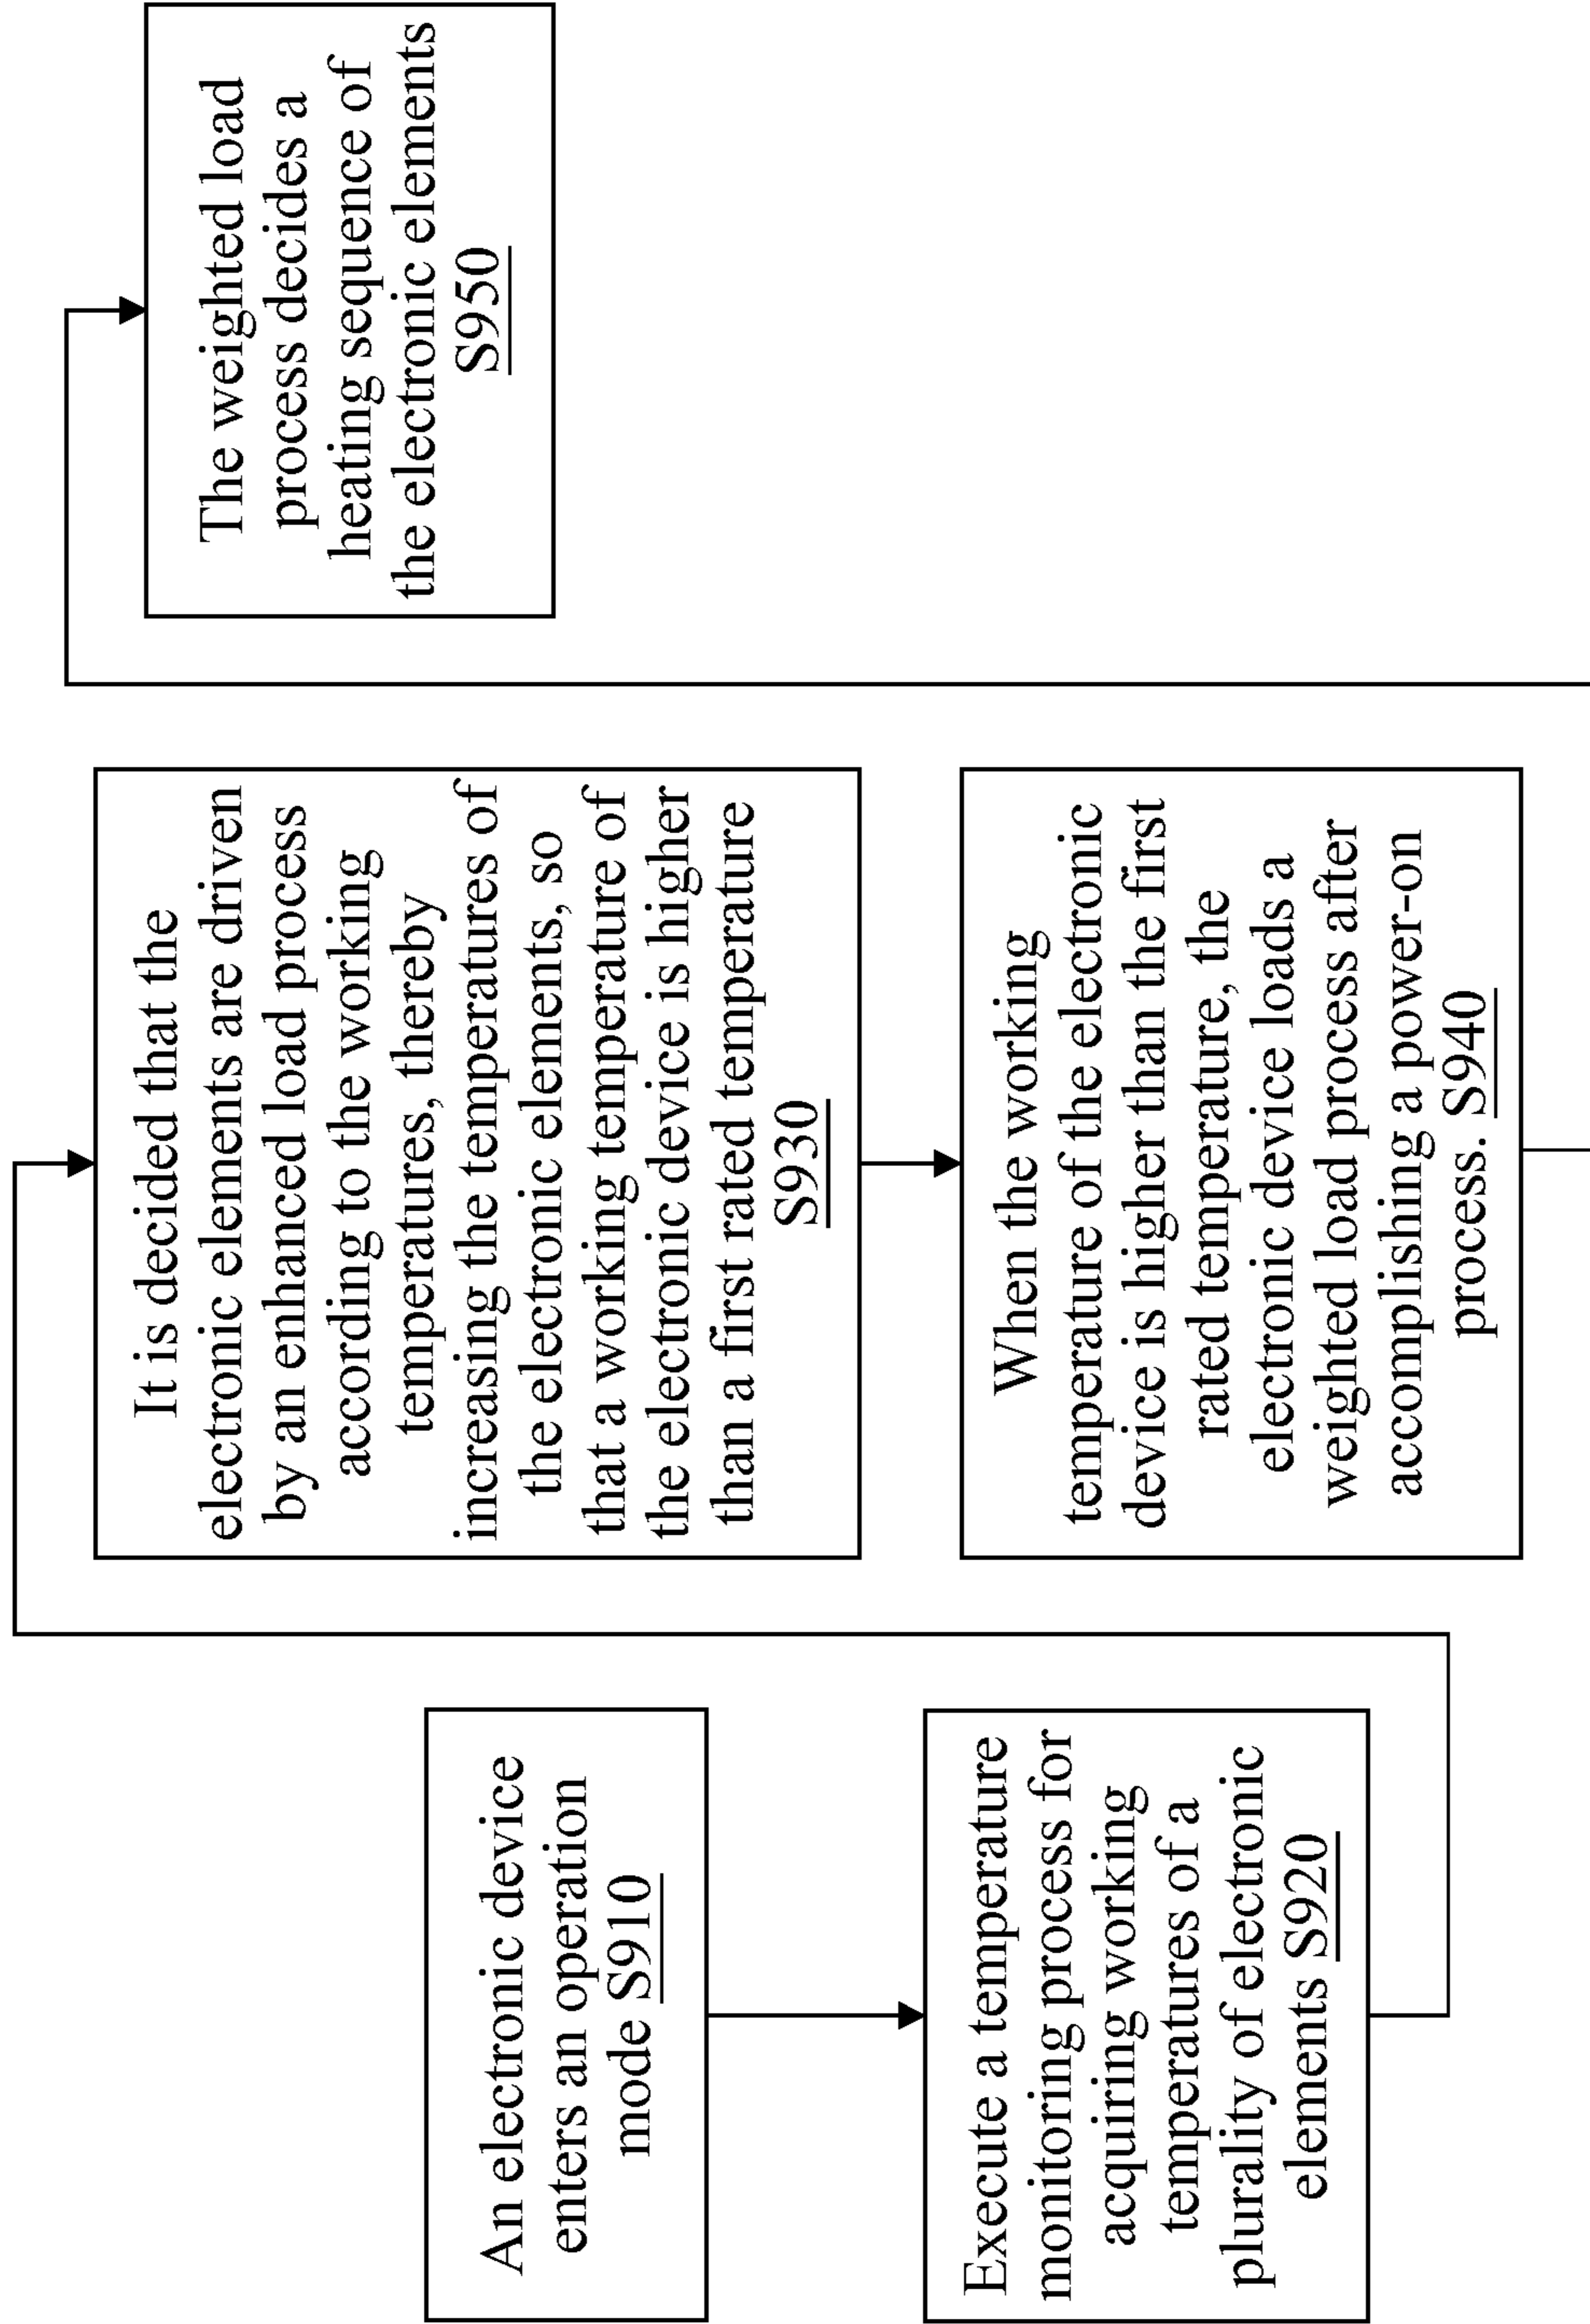 An electronic device
enters an operation
mode S910
Execute a temperature
monitoring process for
acquiring working
temperatures of a
plurality of electronic
elements S920
It is decided that the
electronic elements are driven
by an enhanced load process
according to the working
temperatures, thereby
increasing the temperatures of
the electronic elements, so
that a working temperature of
the electronic device is higher
than a first rated temperature
S930
When the working
temperature of the electronic
device is higher than the first
rated temperature, the
electronic device loads a
weighted load process after
accomplishing a power-on
process. S940
The weighted load
process decides a
heating sequence of
the electronic elements
S950